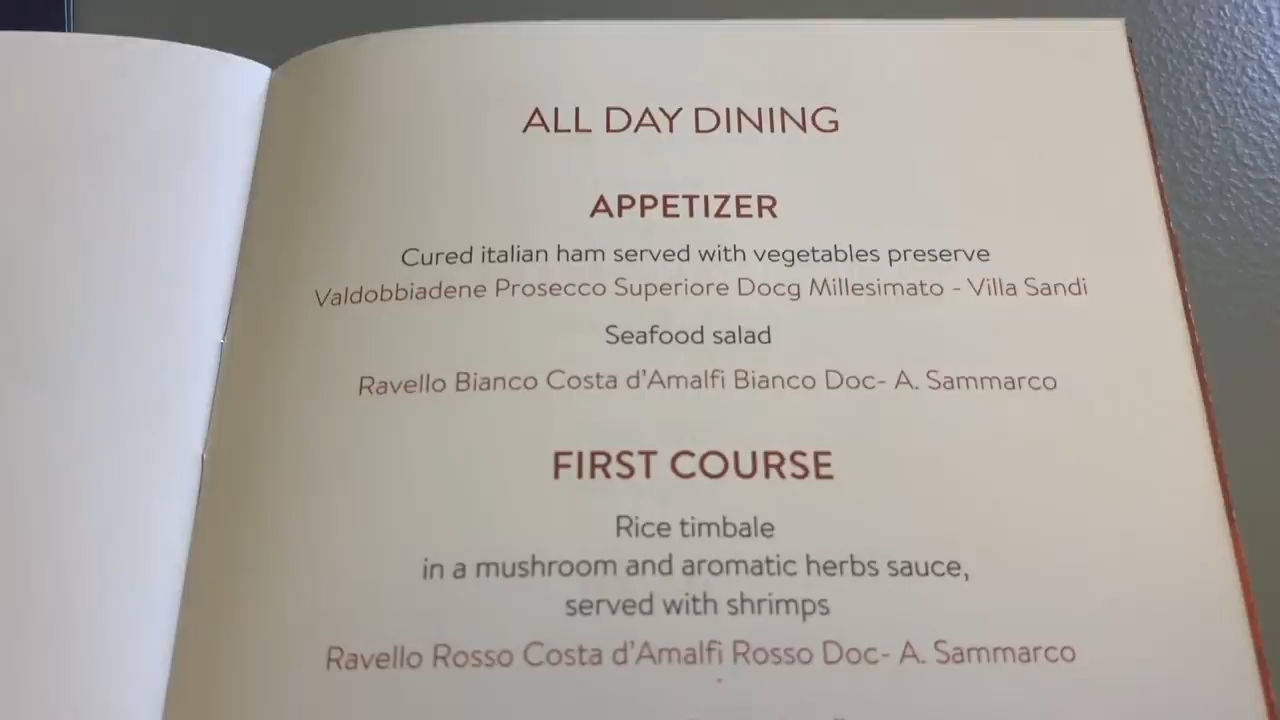 ALL DAY DINING
APPETIZER
Cured italian ham served with vegetables preserve
Valdobbiadene Prosecco Superiore Docg Millesimato - Villa Sandi
Seafood salad
Ravello Bianco Costa d'Amalfi Bianco Doc- A. Sammarco
FIRST COURSE
Rice timbale
in a mushroom and aromatic herbs sauce,
served with shrimps
Ravello Rosso Costa d'Amalfi Rosso Doc- A. Sammarco